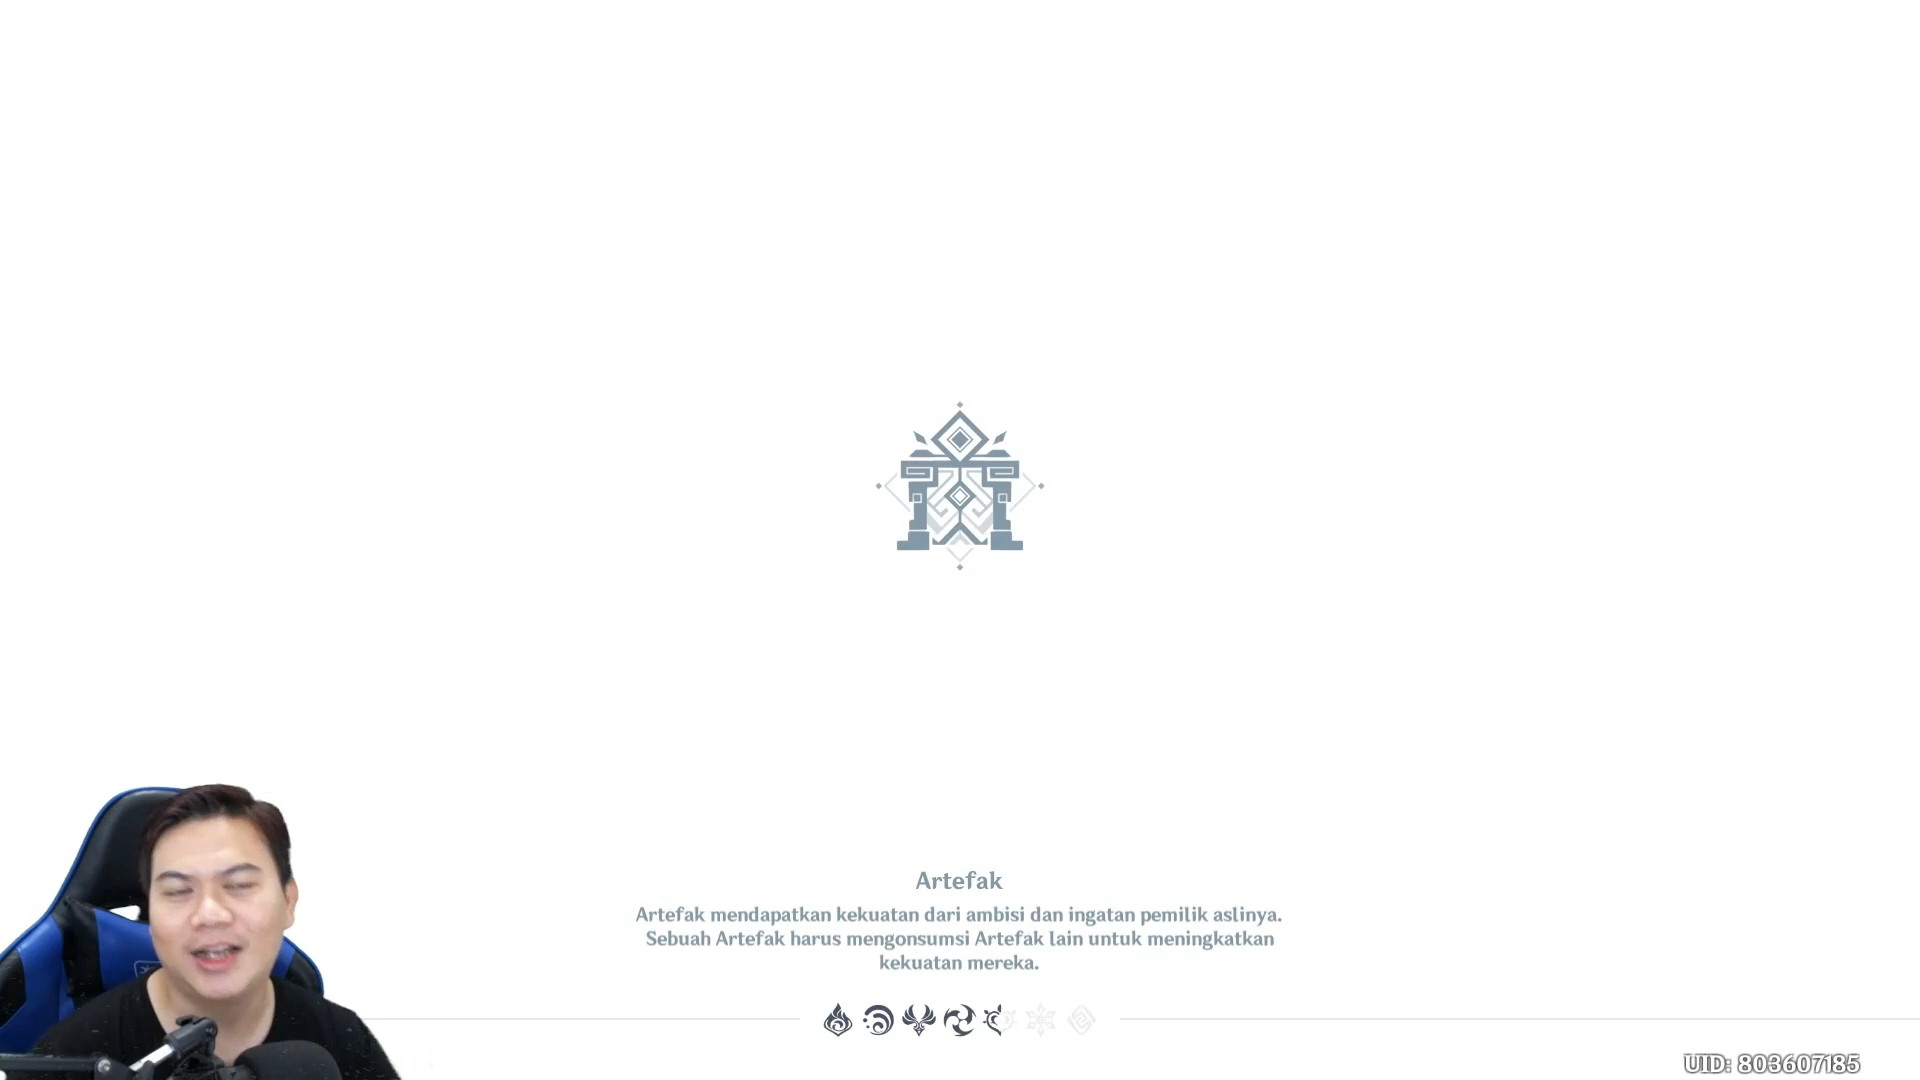 Artefak
Artefak mendapatkan kekuatan dari ambisi dan ingatan pemilik aslinya.
Sebuah Artefak harus mengonsumsi Artefak lain untuk meningkatkan
kekuatan mereka.
UID: 803607185